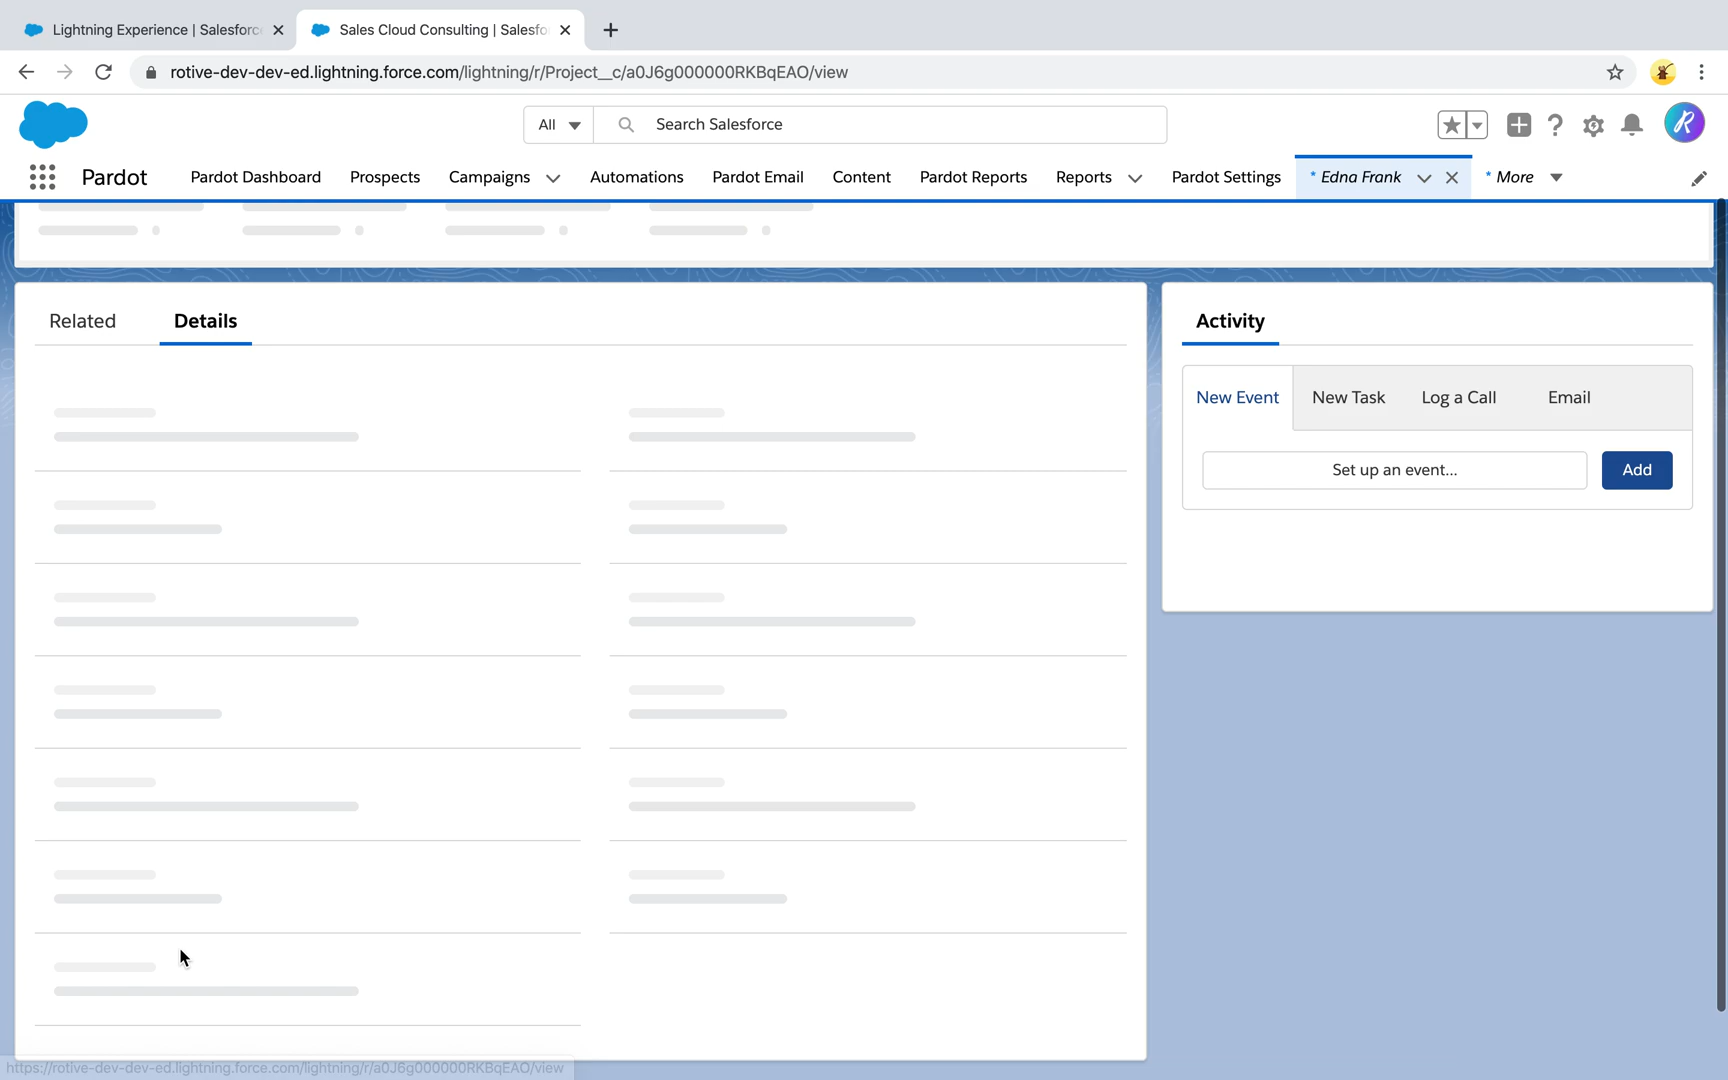 Lightning Experience | Salesforc
Sales Cloud Consulting | Salesfo
rotive-dev-dev-ed.lightning.force.com/lightning/r/Project__c/a0J6g000000RKBqEAO/view
All
Search Salesforce
Pardot
Pardot Dashboard
Prospects
Campaigns
Automations
Pardot Email
Content
Pardot Reports
Reports
Pardot Settings
* Edna Frank
* More
Related
Details
Activity
New Event
New Task
Log a Call
Email
Set up an event...
Add
https://rotive-dev-dev-ed.lightning.force.com/lightning/r/a0J6g000000RKBqEAO/view